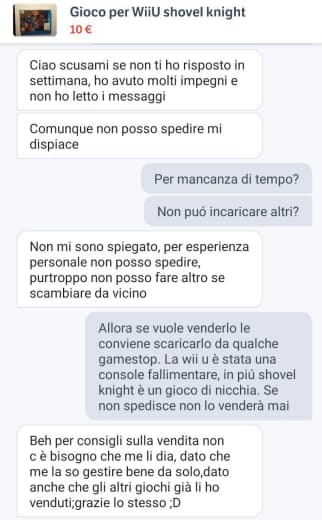 Gioco per WiiU shovel knight
10 €
Ciao scusami se non ti ho risposto in
settimana, ho avuto molti impegni e
non ho letto i messaggi
Comunque non posso spedire mi
dispiace
Per mancanza di tempo?
Non puó incaricare altri?
Non mi sono spiegato, per esperienza
personale non posso spedire,
purtroppo non posso fare altro se
scambiare da vicino
Allora se vuole venderlo le
conviene scaricarlo da qualche
gamestop. La wii u è stata una
console fallimentare, in piú shovel
knight è un gioco di nicchia. Se
non spedisce non lo venderà mai
Beh per consigli sulla vendita non
c è bisogno che me li dia, dato che
me la so gestire bene da solo,dato
anche che gli altri giochi già li ho
venduti;grazie lo stesso ;D